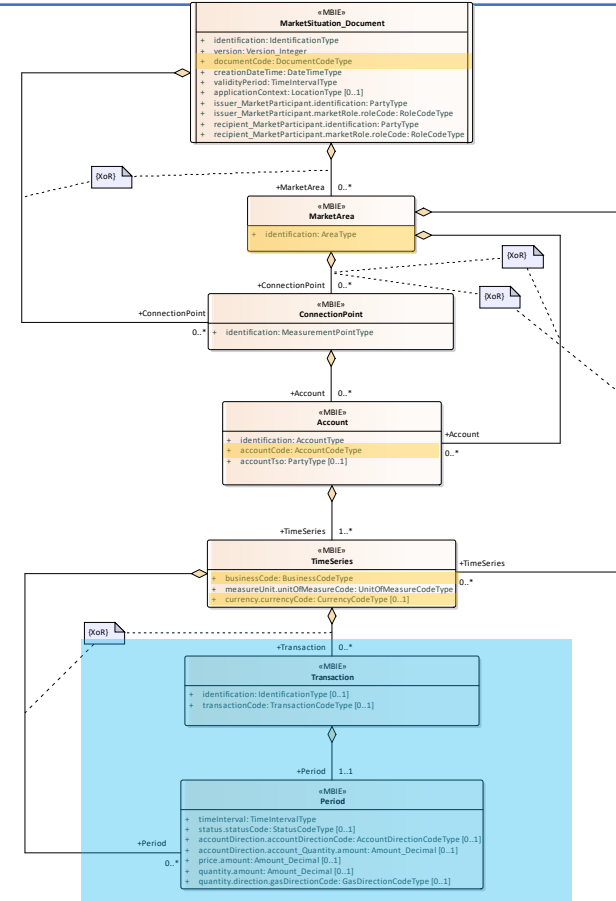 «MBIE»
MarketSituation_Document
+ identification: IdentificationType
+ version: Version_Integer
+ documentCode: DocumentCodeType
+ creationDateTime: DateTimeType
+ validityPeriod: TimeIntervalType
+ applicationContext: LocationType [0..1]
+ issuer_MarketParticipant.identification: PartyType
+ issuer_MarketParticipant.marketRole.roleCode: RoleCodeType
+ recipient_MarketParticipant.identification: PartyType
+ recipient_MarketParticipant.marketRole.roleCode: RoleCodeType
{XoR}
+MarketArea 0..*
«MBIE»
MarketArea
+ identification: AreaType
{XoR}
+ConnectionPoint 0..*
{XoR}
«MBIE»
ConnectionPoint
+ConnectionPoint
0..*
+ identification: MeasurementPointType
+Account 0..*
«MBIE»
Account
+ identification: AccountType
+ accountCode: AccountCodeType
+ accountTso: PartyType [0..1]
+Account
0..*
+TimeSeries 1..*
«MBIE»
TimeSeries
+ businessCode: BusinessCodeType
+ measureUnit.unitOfMeasureCode: UnitOfMeasureCodeType
+ currency.currencyCode: CurrencyCodeType [0..1]
+TimeSeries
0..*
{XoR}
+Transaction 0..*
«MBIE»
Transaction
+ identification: IdentificationType [0..1]
+ transactionCode: TransactionCodeType [0..1]
+Period 1..1
«MBIE»
Period
+ timeInterval: TimeIntervalType
+ status.statusCode: StatusCodeType [0..1]
+ accountDirection.accountDirectionCode: AccountDirectionCodeType [0..1]
+ accountDirection.account_Quantity.amount: Amount_Decimal [0..1]
+ price.amount: Amount_Decimal [0..1]
+ quantity.amount: Amount_Decimal [0..1]
+ quantity.direction.gasDirectionCode: GasDirectionCodeType [0..1]
+Period
0..*